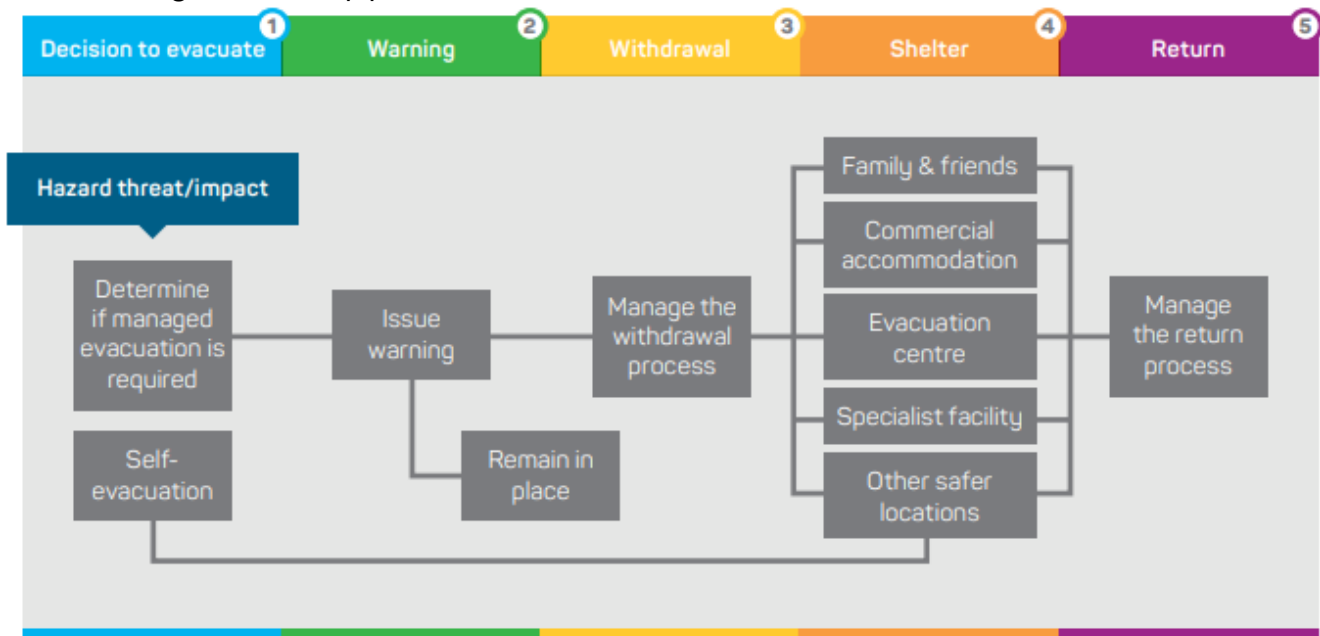 1
2
3
4
5
Decision to evacuate
Warning
Withdrawal
Shelter
Return
Hazard threat/impact
Determine
if managed
evacuation is
required
Self-
evacuation
Issue
warning
Remain in
place
Manage the
withdrawal
process
Family & friends
Commercial
accommodation
Evacuation
centre
Specialist facility
Other safer
locations
Manage
the return
process